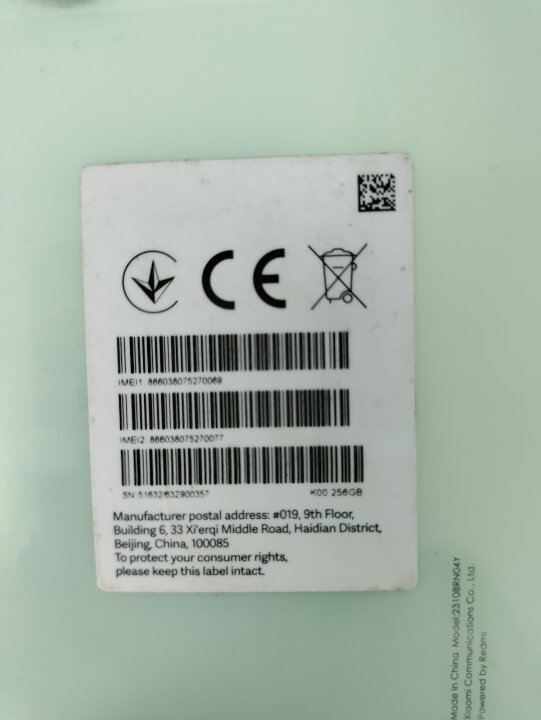 CE
IMEI1 866038075270069
IMEI2 866038075270077
SN: 51632/63Z900357 K00 256GB
Manufacturer postal address: #019, 9th Floor,
Building 6, 33 Xi'erqi Middle Road, Haidian District,
Beijing, China, 100085
To protect your consumer rights,
please keep this label intact.
Made in China Model:23108RN04Y
Xiaomi Communications Co., Ltd.
Powered by Redmi